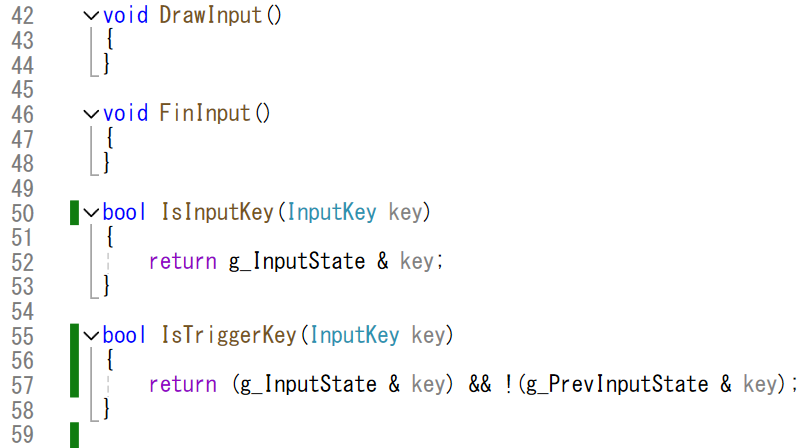 42 void DrawInput()
43 {
44 }
45
46 void FinInput()
47 {
48 }
49
50 bool IsInputKey(InputKey key)
51 {
52 return g_InputState & key;
53 }
54
55 bool IsTriggerKey(InputKey key)
56 {
57 return (g_InputState & key) && !(g_PrevInputState & key);
58 }
59